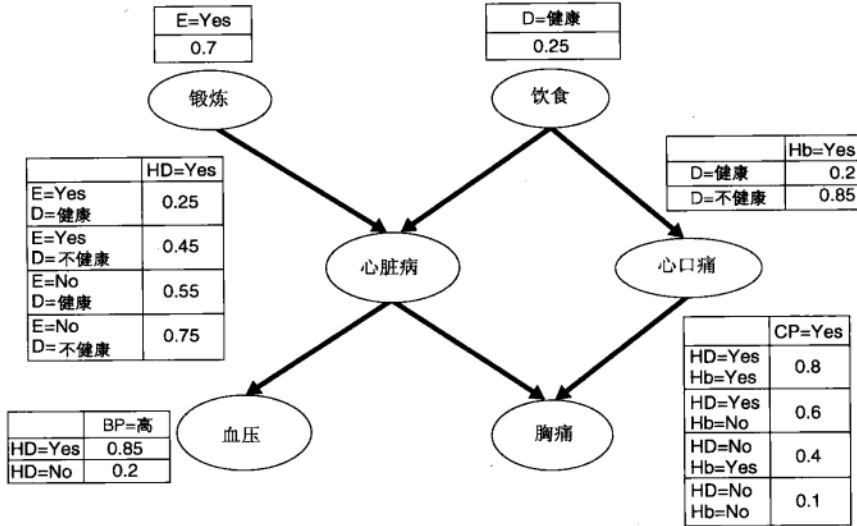 E=Yes
0.7
D=健康
0.25
锻炼
饮食
HD=Yes
E=Yes
D=健康
0.25
E=Yes
D=不健康
0.45
E=No
D=健康
0.55
E=No
D=不健康
0.75
Hb=Yes
D=健康 0.2
D=不健康 0.85
心脏病
心口痛
CP=Yes
HD=Yes
Hb=Yes
0.8
HD=Yes
Hb=No
0.6
HD=No
Hb=Yes
0.4
HD=No
Hb=No
0.1
BP=高
HD=Yes 0.85
HD=No 0.2
血压
胸痛